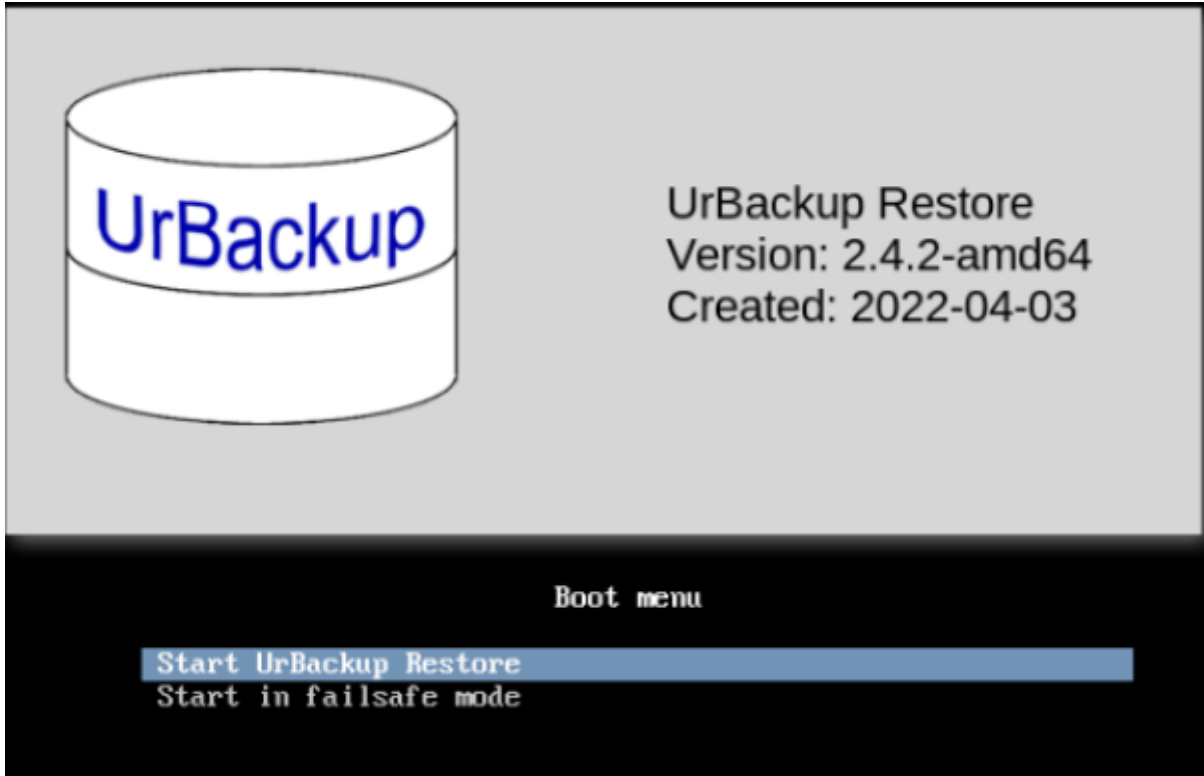 UrBackup
UrBackup Restore
Version: 2.4.2-amd64
Created: 2022-04-03
Boot menu
Start UrBackup Restore
Start in failsafe mode